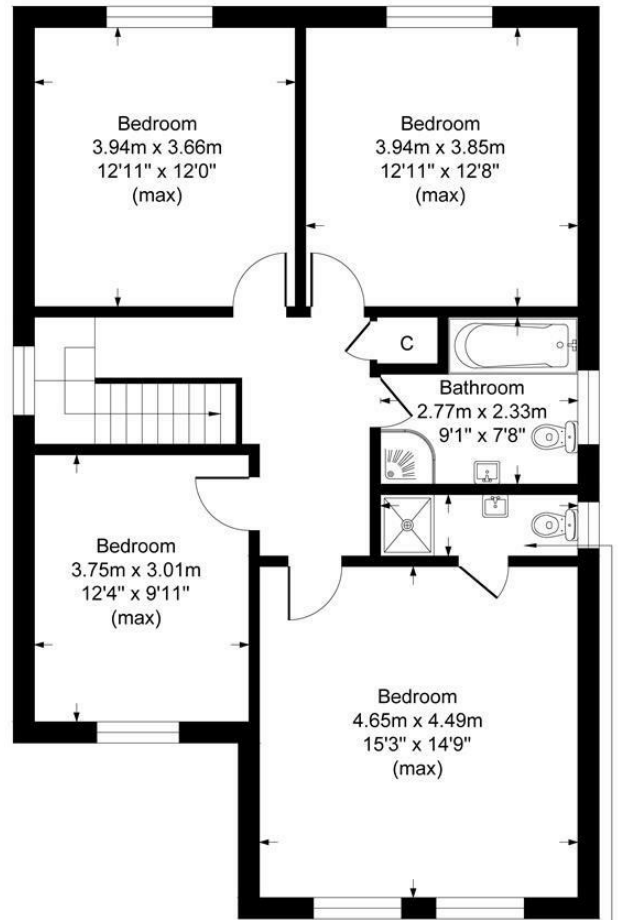 Bedroom
3.94m x 3.66m
12'11" x 12'0"
(max)
Bedroom
3.94m x 3.85m
12'11" x 12'8"
(max)
C
Bathroom
2.77m x 2.33m
9'1" x 7'8"
Bedroom
3.75m x 3.01m
12'4" x 9'11"
(max)
Bedroom
4.65m x 4.49m
15'3" x 14'9"
(max)